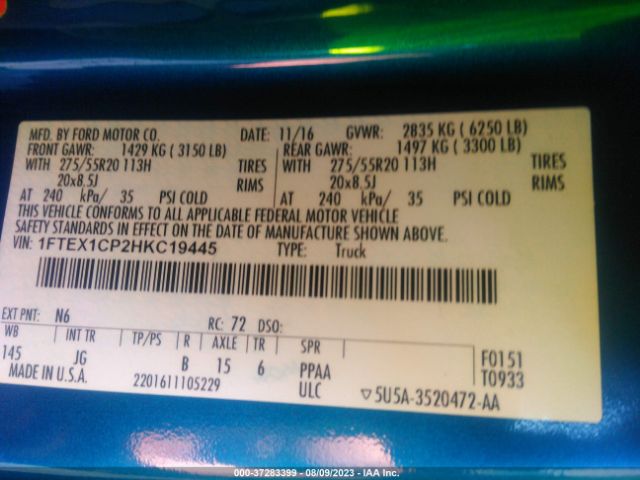 MFD. BY FORD MOTOR CO. DATE: 11/16 GVWR: 2835 KG ( 6250 LB)
FRONT GAWR: 1429 KG ( 3150 LB) REAR GAWR: 1497 KG ( 3300 LB)
WITH 275/55R20 113H TIRES WITH 275/55R20 113H TIRES
20x8.5J RIMS 20x8.5J RIMS
AT 240 kPa/ 35 PSI COLD AT 240 kPa/ 35 PSI COLD
THIS VEHICLE CONFORMS TO ALL APPLICABLE FEDERAL MOTOR VEHICLE
SAFETY STANDARDS IN EFFECT ON THE DATE OF MANUFACTURE SHOWN ABOVE.
VIN: 1FTEX1CP2HKC19445 TYPE: Truck
EXT PNT: N6 RC: 72 DSO:
WB INT TR TP/PS R AXLE TR SPR
145 JG B 15 6 PPAA F0151
MADE IN U.S.A. 2201611105229 ULC T0933
▽5U5A-3520472-AA
000-37283399 - 08/09/2023 - IAA Inc.